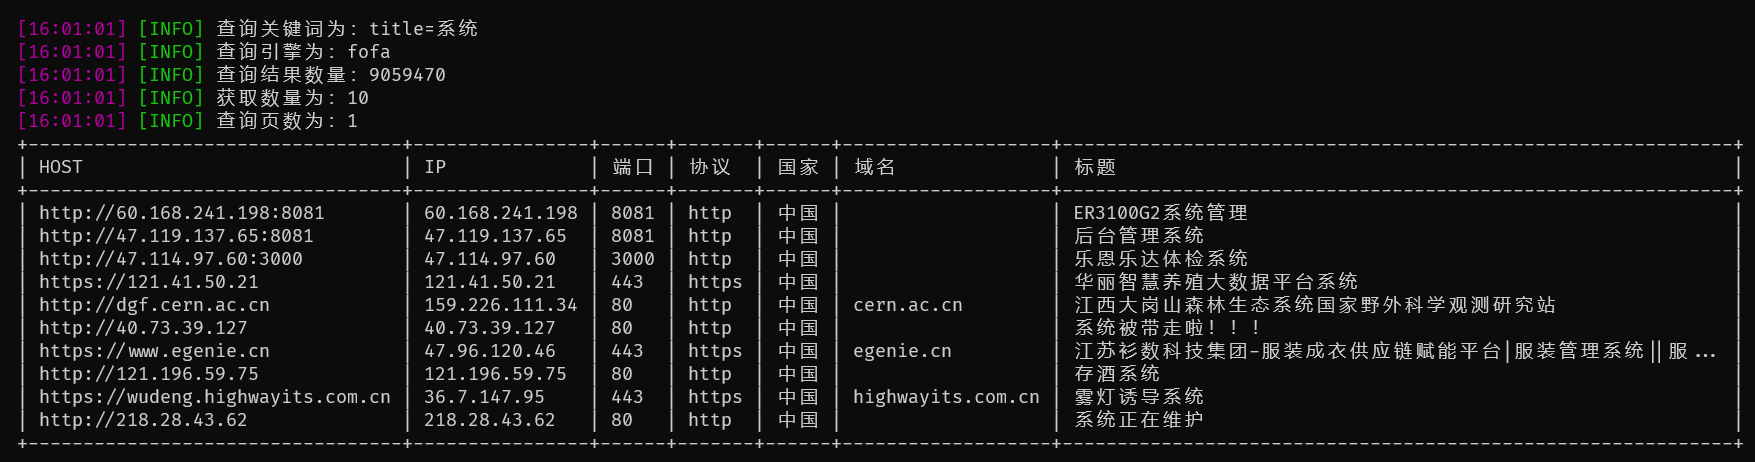 [16:01:01] [INFO] 查询关键词为: title=系统
[16:01:01] [INFO] 查询引擎为: fofa
[16:01:01] [INFO] 查询结果数量: 9059470
[16:01:01] [INFO] 获取数量为: 10
[16:01:01] [INFO] 查询页数为: 1
| HOST | IP | 端口 | 协议 | 国家 | 域名 | 标题 |
| http://60.168.241.198:8081 | 60.168.241.198 | 8081 | http | 中国 | | ER3100G2系统管理 |
| http://47.119.137.65:8081 | 47.119.137.65 | 8081 | http | 中国 | | 后台管理系统 |
| http://47.114.97.60:3000 | 47.114.97.60 | 3000 | http | 中国 | | 乐恩乐达体检系统 |
| https://121.41.50.21 | 121.41.50.21 | 443 | https | 中国 | | 华丽智慧养殖大数据平台系统 |
| http://dgf.cern.ac.cn | 159.226.111.34 | 80 | http | 中国 | cern.ac.cn | 江西大岗山森林生态系统国家野外科学观测研究站 |
| http://40.73.39.127 | 40.73.39.127 | 80 | http | 中国 | | 系统被带走啦！！！ |
| https://www.egenie.cn | 47.96.120.46 | 443 | https | 中国 | egenie.cn | 江苏衫数科技集团-服装成衣供应链赋能平台|服装管理系统||服... |
| http://121.196.59.75 | 121.196.59.75 | 80 | http | 中国 | | 存酒系统 |
| https://wudeng.highwayits.com.cn | 36.7.147.95 | 443 | https | 中国 | highwayits.com.cn | 雾灯诱导系统 |
| http://218.28.43.62 | 218.28.43.62 | 80 | http | 中国 | | 系统正在维护 |